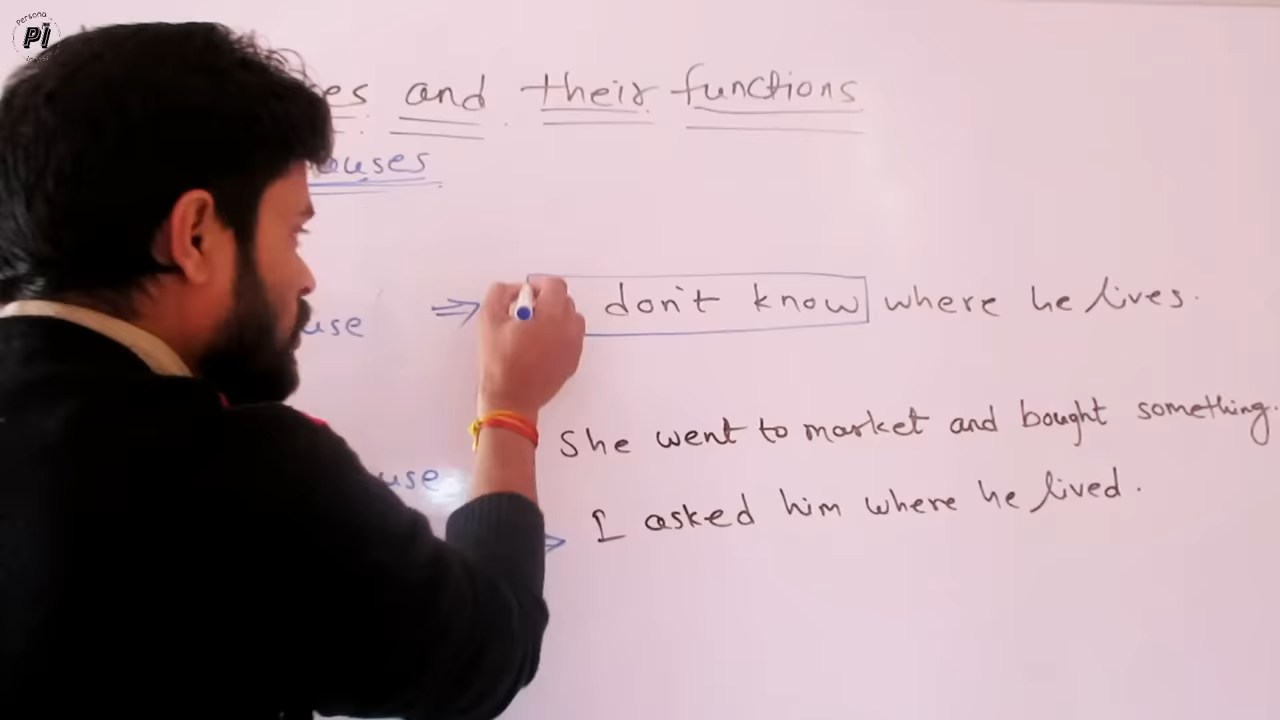 Persona
PI
es and their functions
auses
use ⇒ don't know where he lives.
She went to market and bought something.
use
I asked him where he lived.